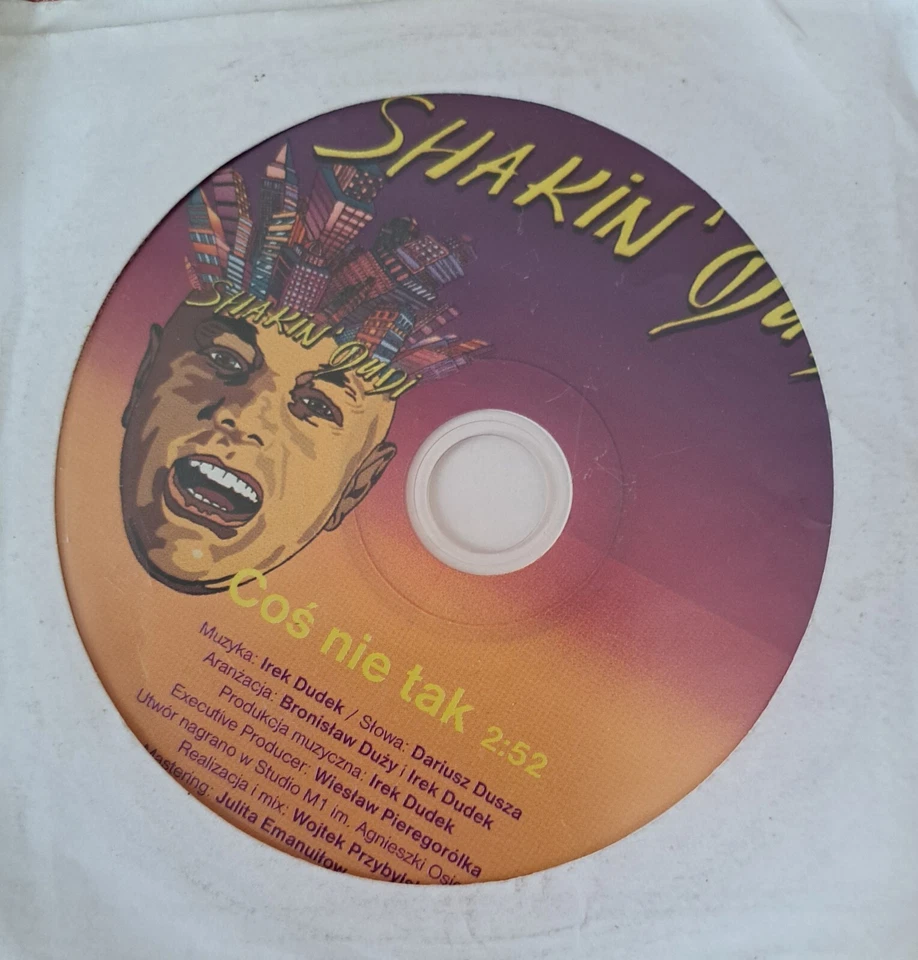 SHAKIN'
SHAKIN' DUDI
Coś nie tak 2:52
Muzyka: Irek Dudek / Słowa: Dariusz Dusza
Aranżacja: Bronisław Duży i Irek Dudek
Produkcja muzyczna: Irek Dudek
Executive Producer: Wiesław Pieregorólka
Utwór nagrano w Studio M1 im. Agnieszki
Realizacja i mix: Wojtek
Mastering: Julita Emanuiłow